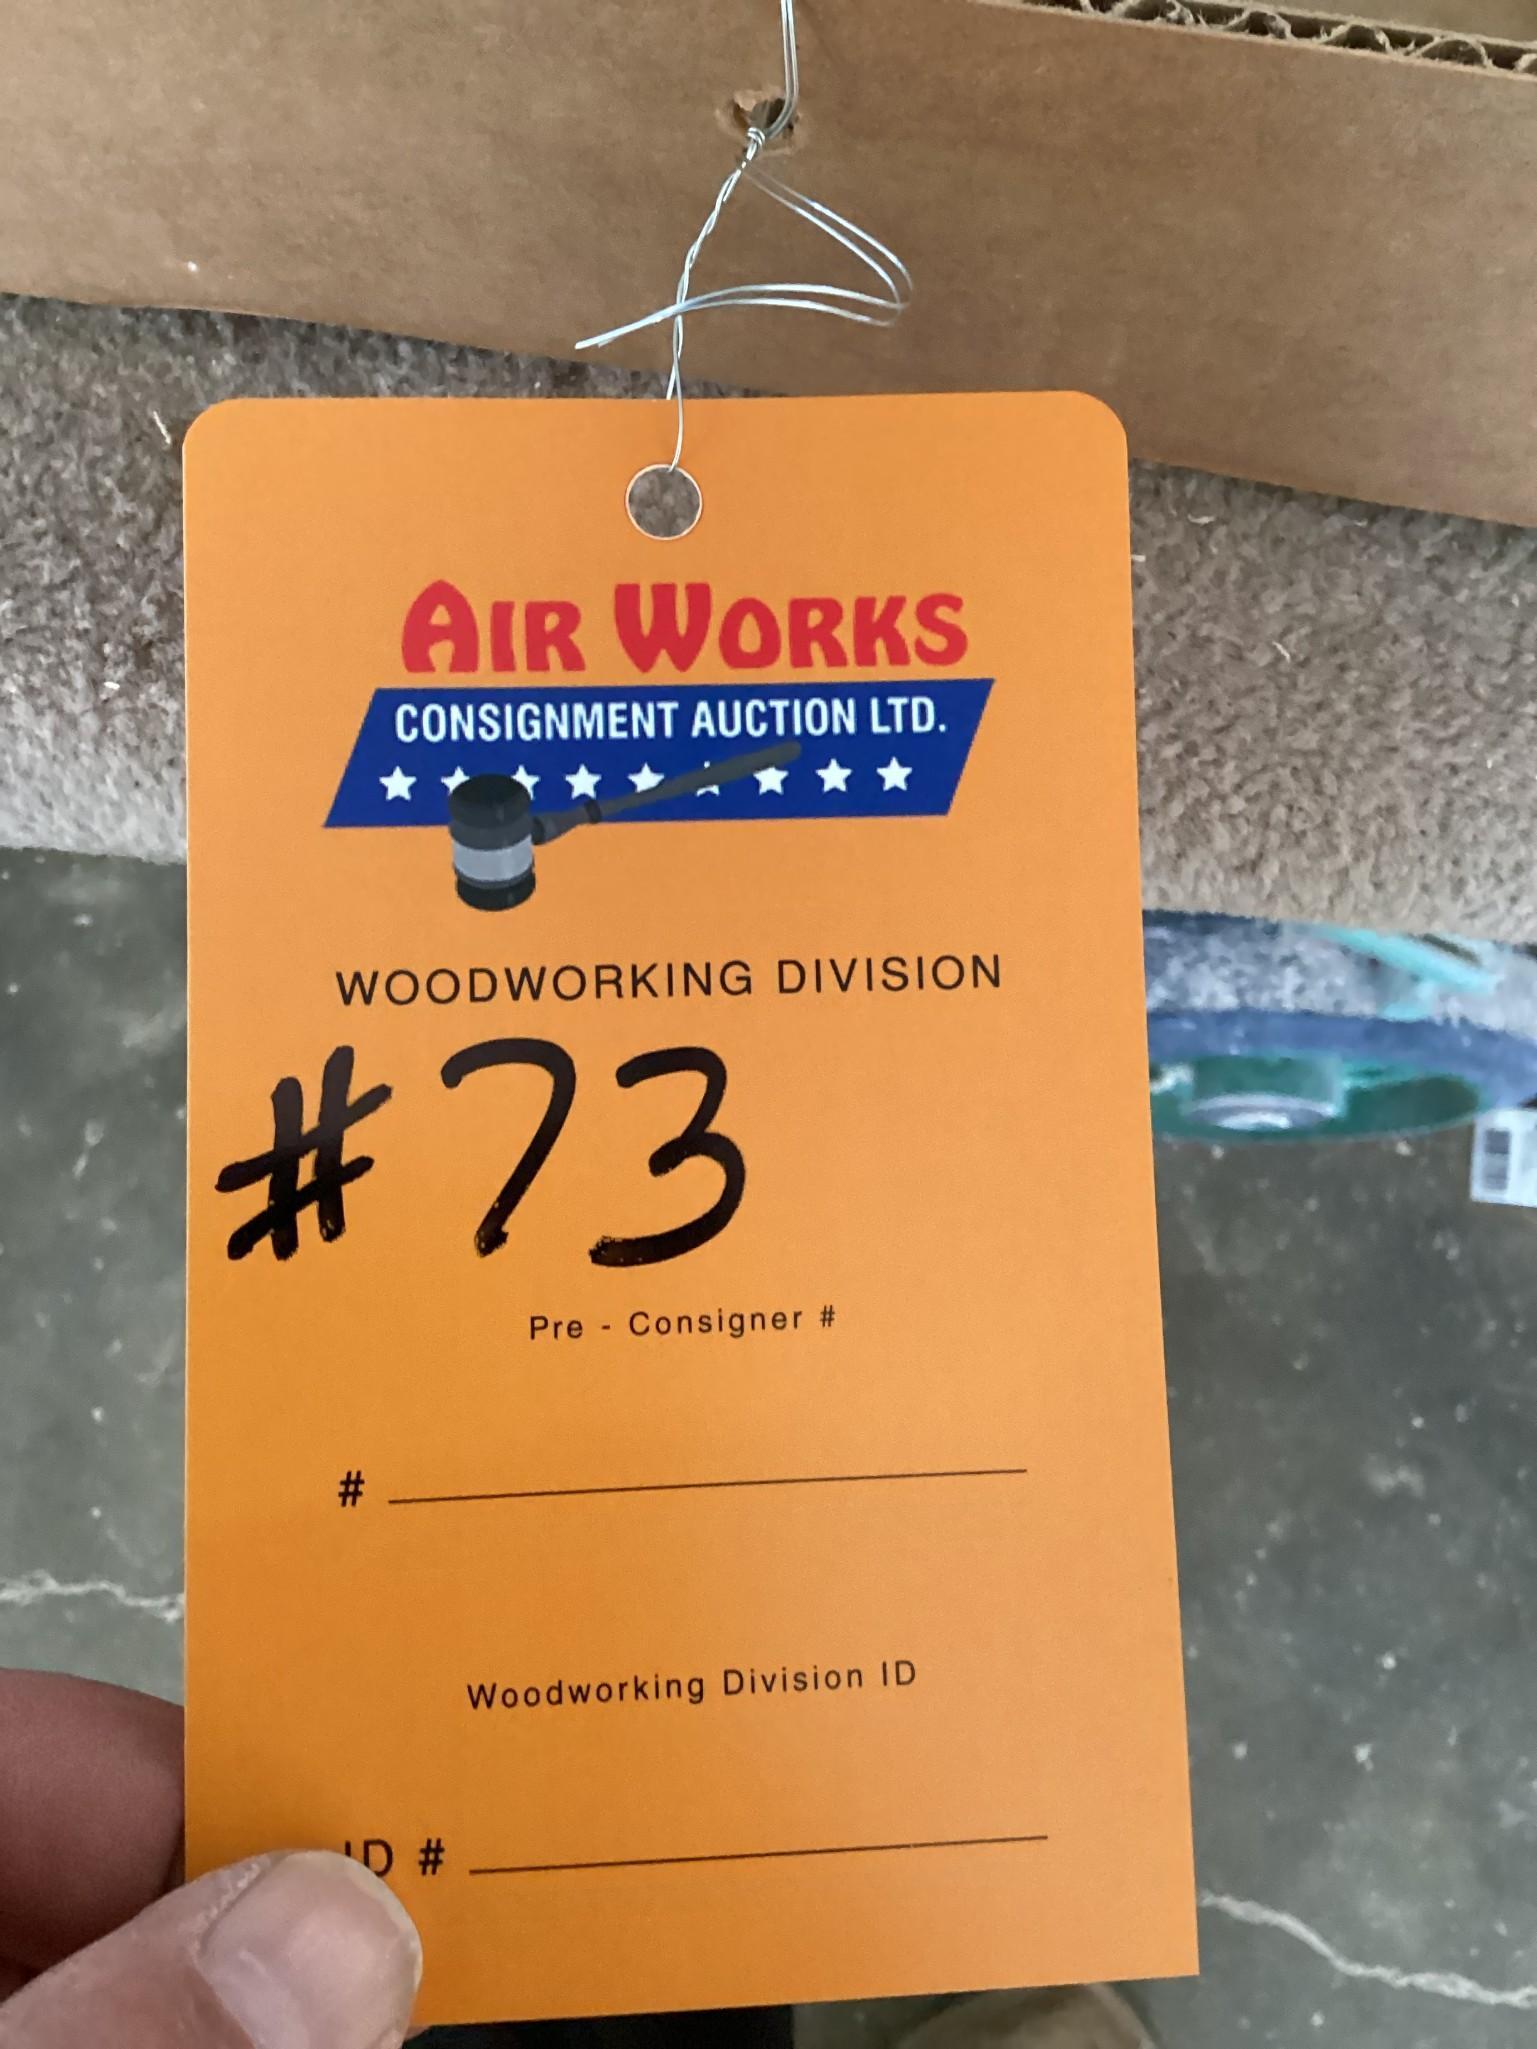 AIR WORKS
CONSIGNMENT AUCTION LTD.
WOODWORKING DIVISION
#73
Pre - Consigner #
#
Woodworking Division ID
ID #